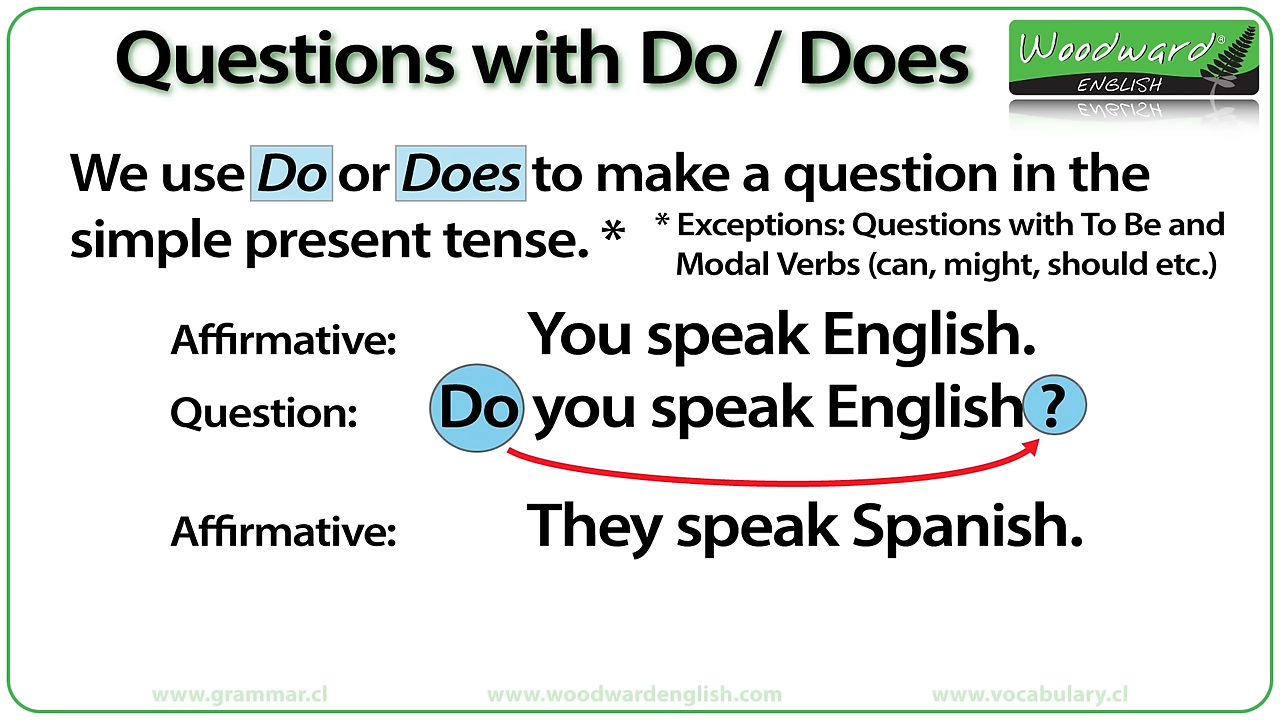 Questions with Do / Does
Woodward®
ENGLISH
We use Do or Does to make a question in the
simple present tense. *
* Exceptions: Questions with To Be and
Modal Verbs (can, might, should etc.)
Affirmative: You speak English.
Question: Do you speak English?
Affirmative: They speak Spanish.
www.grammar.cl www.woodwardenglish.com www.vocabulary.cl